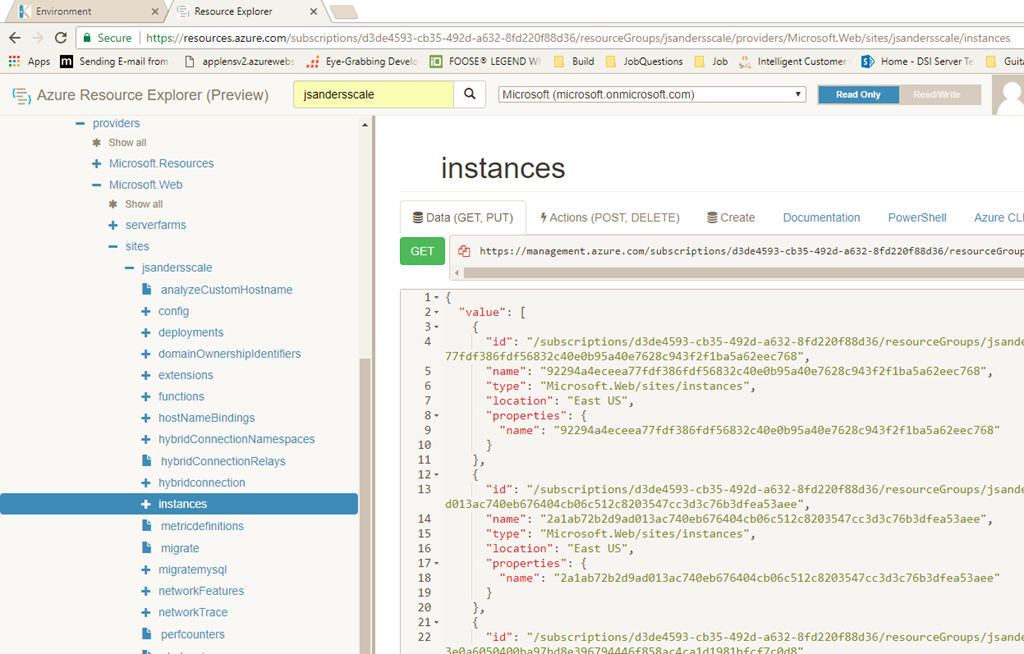 Environment
Resource Explorer
Secure https://resources.azure.com/subscriptions/d3de4593-cb35-492d-a632-8fd220f88d36/resourceGroups/jsandersscale/providers/Microsoft.Web/sites/jsandersscale/instances
Apps Sending E-mail from applensv2.azurewebs Eye-Grabbing Develo FOOSE® LEGEND Build JobQuestions Job Intelligent Customer Home - DSI Server Te Guita
Azure Resource Explorer (Preview) jsandersscale Microsoft (microsoft.onmicrosoft.com) Read Only Read/Write
providers
Show all
Microsoft.Resources
Microsoft.Web
Show all
serverfarms
sites
jsandersscale
analyzeCustomHostname
config
deployments
domainOwnershipIdentifiers
extensions
functions
hostNameBindings
hybridConnectionNamespaces
hybridConnectionRelays
hybridconnection
instances
metricdefinitions
migrate
migratemysql
networkFeatures
networkTrace
perfcounters
instances
Data (GET, PUT) Actions (POST, DELETE) Create Documentation PowerShell Azure CLI
GET https://management.azure.com/subscriptions/d3de4593-cb35-492d-a632-8fd220f88d36/resourceGroup
1 {
2 "value": [
3 {
4 "id": "/subscriptions/d3de4593-cb35-492d-a632-8fd220f88d36/resourceGroups/jsande
77fdf386fdf56832c40e0b95a40e7628c943f2f1ba5a62eec768",
5 "name": "92294a4eceea77fdf386fdf56832c40e0b95a40e7628c943f2f1ba5a62eec768",
6 "type": "Microsoft.Web/sites/instances",
7 "location": "East US",
8 "properties": {
9 "name": "92294a4eceea77fdf386fdf56832c40e0b95a40e7628c943f2f1ba5a62eec768"
10 }
11 },
12 {
13 "id": "/subscriptions/d3de4593-cb35-492d-a632-8fd220f88d36/resourceGroups/jsande
d013ac740eb676404cb06c512c8203547cc3d3c76b3dfea53aee",
14 "name": "2a1ab72b2d9ad013ac740eb676404cb06c512c8203547cc3d3c76b3dfea53aee",
15 "type": "Microsoft.Web/sites/instances",
16 "location": "East US",
17 "properties": {
18 "name": "2a1ab72b2d9ad013ac740eb676404cb06c512c8203547cc3d3c76b3dfea53aee"
19 }
20 },
21 {
22 "id": "/subscriptions/d3de4593-cb35-492d-a632-8fd220f88d36/resourceGroups/jsande
3e0a6050400ba97bd8e396794446f858ac4ca1d1981bfcf7c0d8"